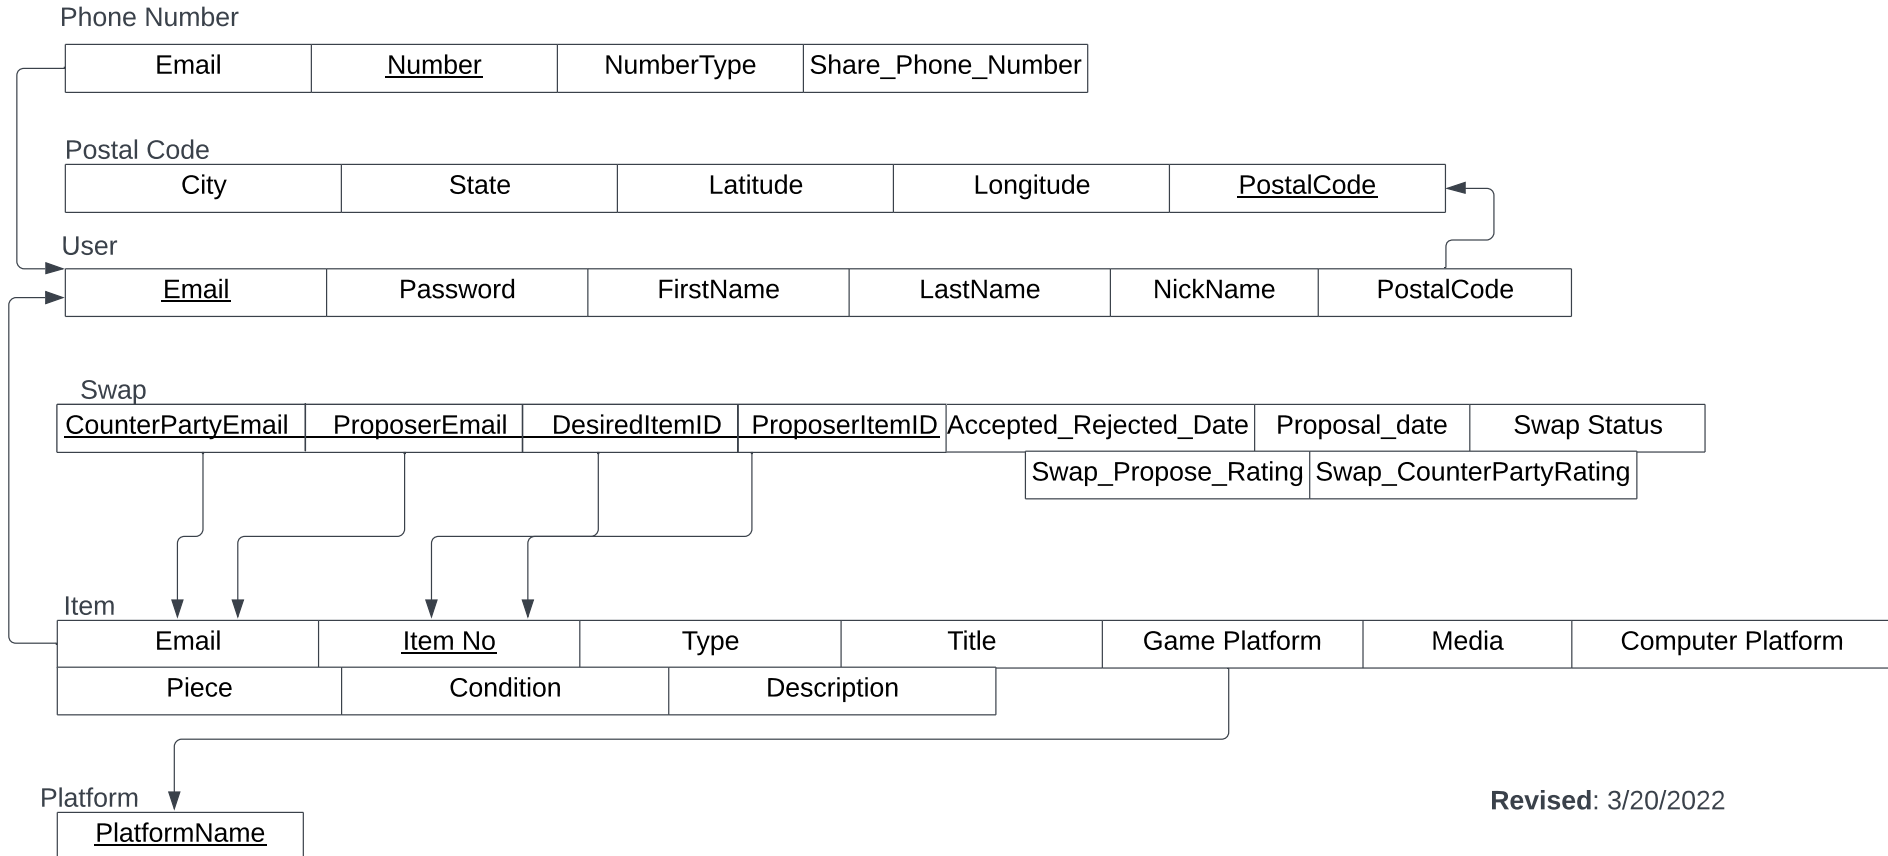 Phone Number
Email Number NumberType Share_Phone_Number
Postal Code
City State Latitude Longitude PostalCode
User
Email Password FirstName LastName NickName PostalCode
Swap
CounterPartyEmail ProposerEmail DesiredItemID ProposerItemID Accepted_Rejected_Date Proposal_date Swap Status
Swap_Propose_Rating Swap_CounterPartyRating
Item
Email Item No Type Title Game Platform Media Computer Platform
Piece Condition Description
Platform
Revised: 3/20/2022
PlatformName